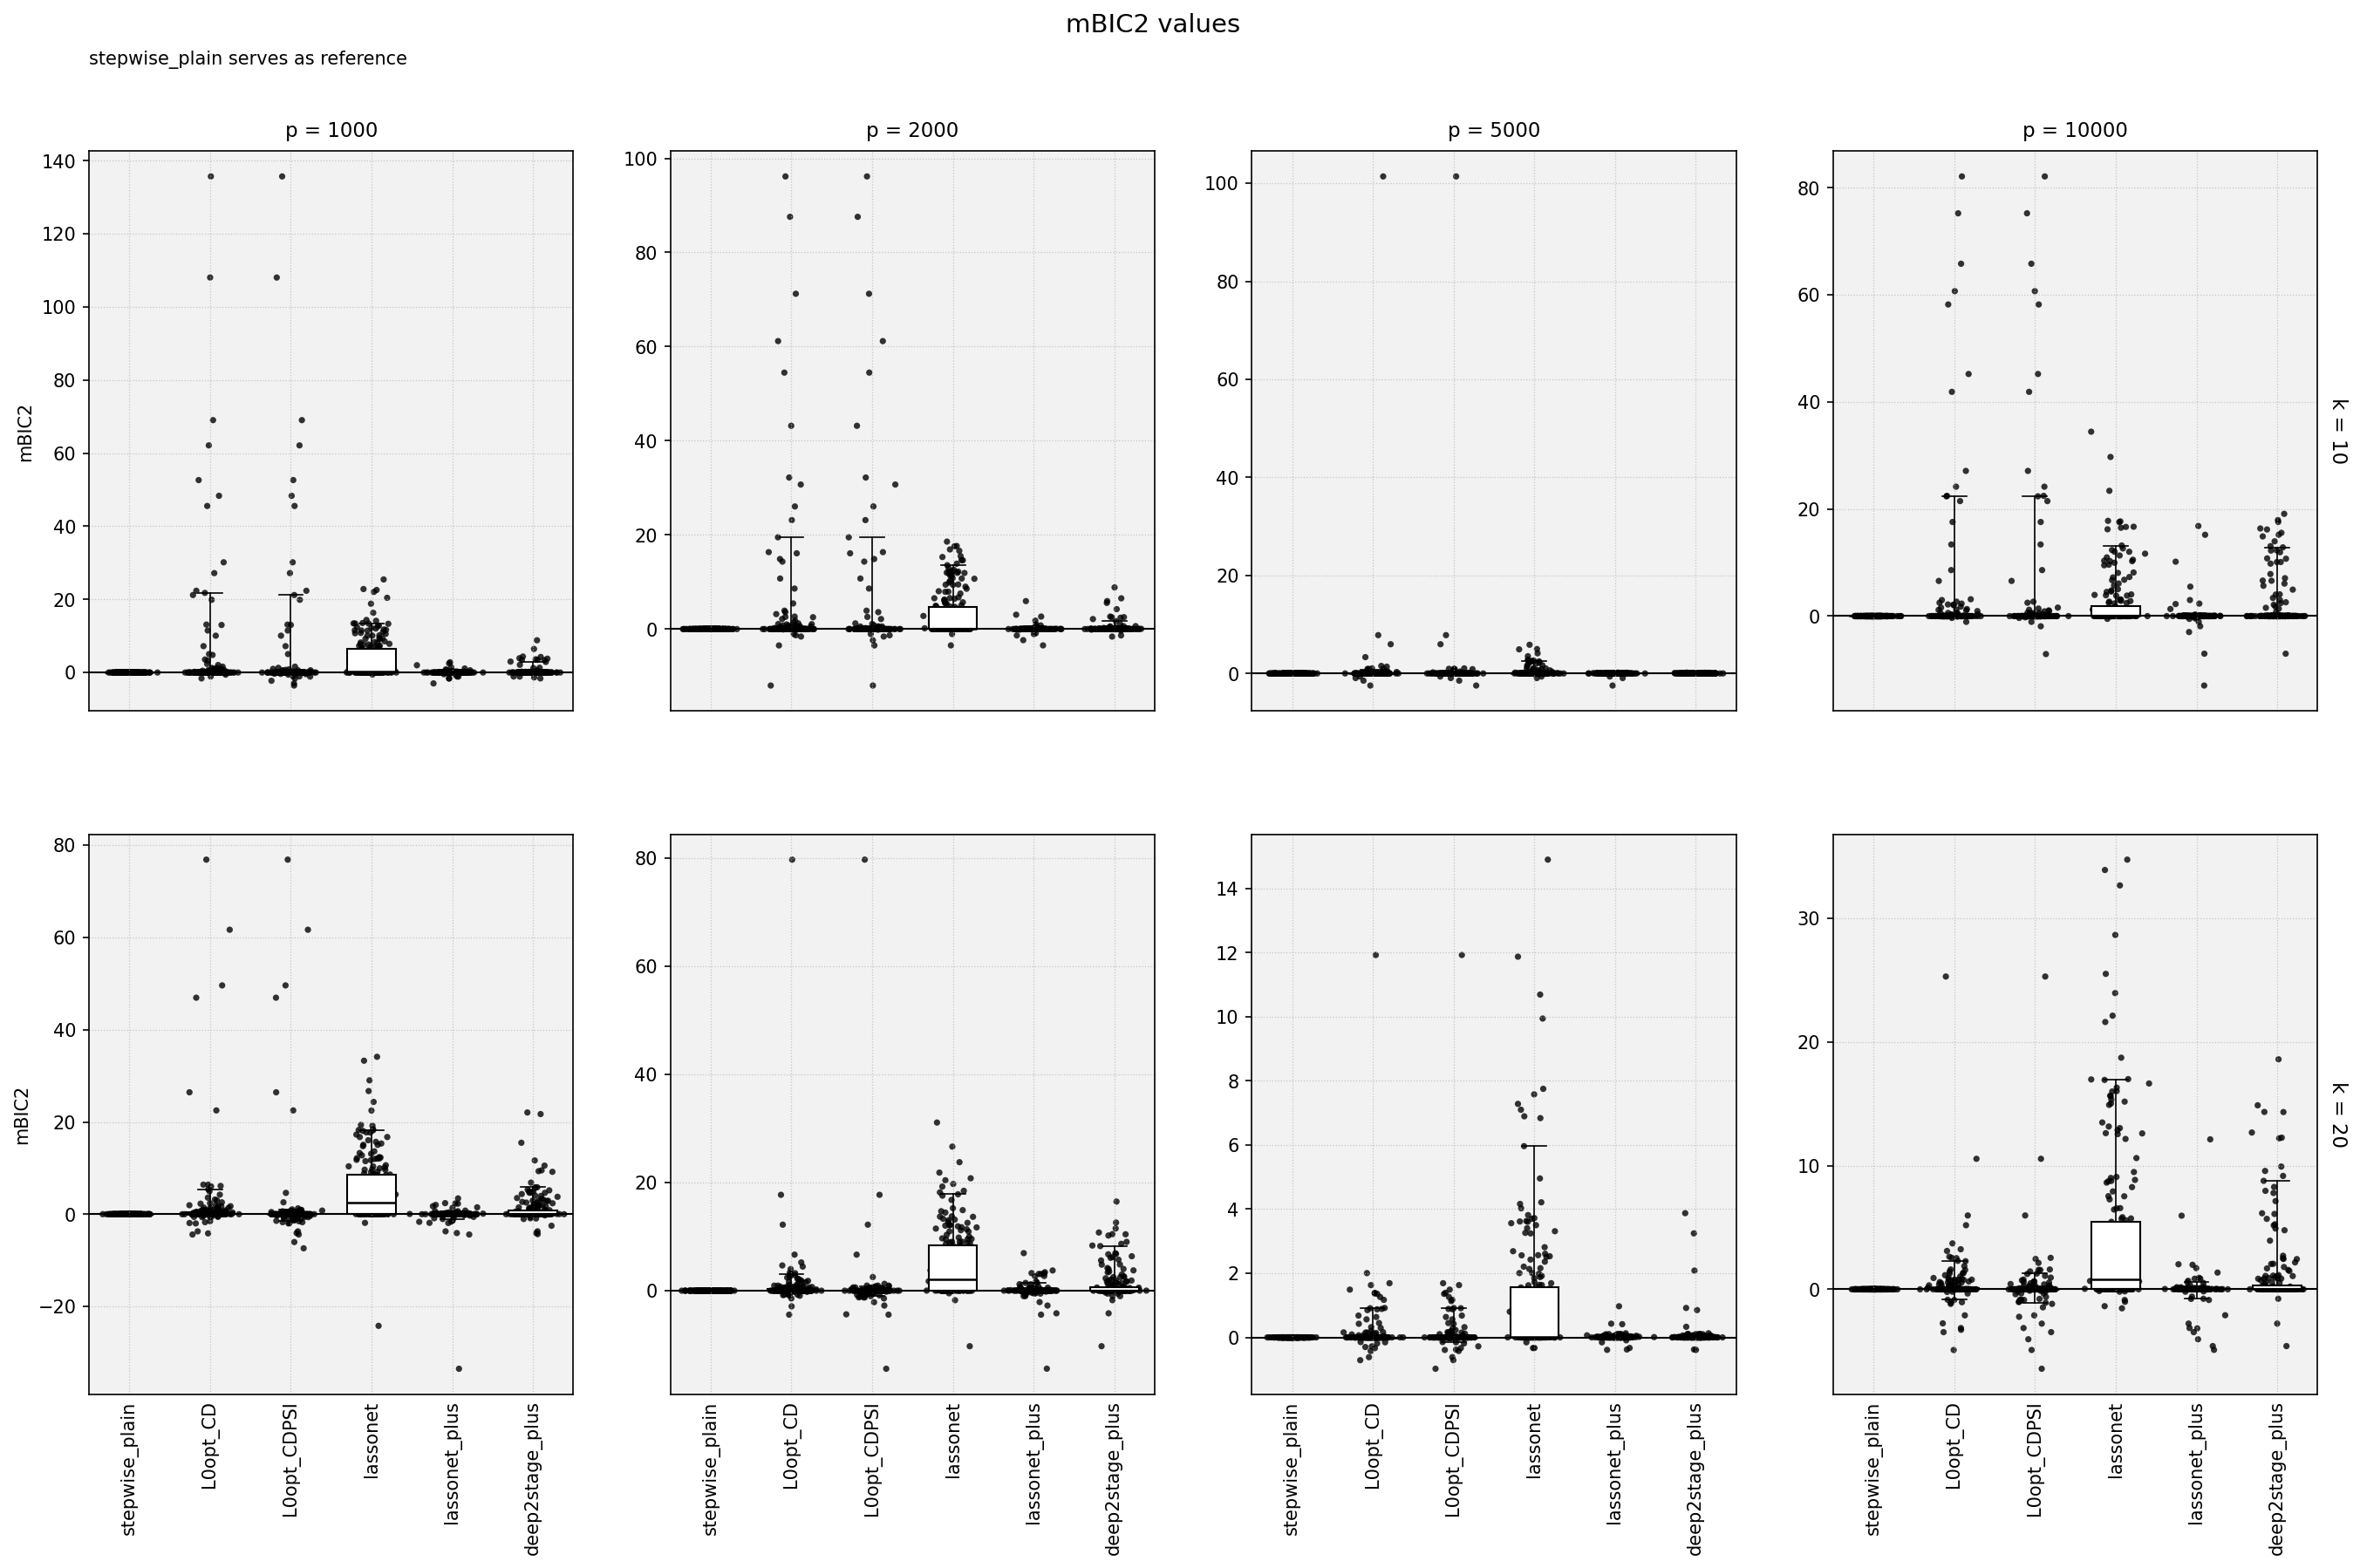 mBIC2 values
stepwise_plain serves as reference
p = 1000
p = 2000
p = 5000
p = 10000
mBIC2
140
120
100
80
60
40
20
0
100
80
60
40
20
0
100
80
60
40
20
0
80
60
40
20
0
k = 10
mBIC2
80
60
40
20
0
−20
80
60
40
20
0
14
12
10
8
6
4
2
0
30
20
10
0
k = 20
stepwise_plain
L0opt_CD
L0opt_CDPSI
lassonet
lassonet_plus
deep2stage_plus
stepwise_plain
L0opt_CD
L0opt_CDPSI
lassonet
lassonet_plus
deep2stage_plus
stepwise_plain
L0opt_CD
L0opt_CDPSI
lassonet
lassonet_plus
deep2stage_plus
stepwise_plain
L0opt_CD
L0opt_CDPSI
lassonet
lassonet_plus
deep2stage_plus